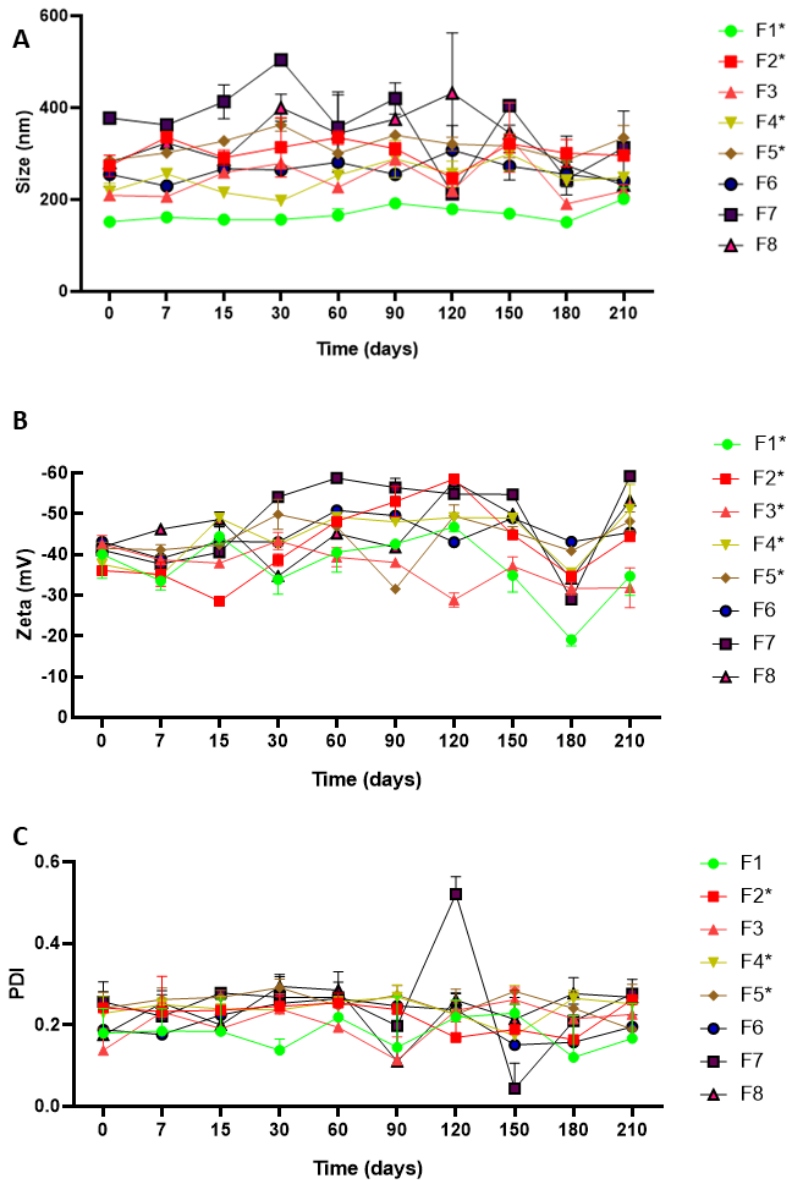 A
600
400
200
0
Size (nm)
0 7 15 30 60 90 120 150 180 210
Time (days)
F1*
F2*
F3
F4*
F5*
F6
F7
F8
B
-60
-50
-40
-30
-20
-10
0
Zeta (mV)
0 7 15 30 60 90 120 150 180 210
Time (days)
F1*
F2*
F3*
F4*
F5*
F6
F7
F8
C
0.6
0.4
0.2
0.0
PDI
0 7 15 30 60 90 120 150 180 210
Time (days)
F1
F2*
F3
F4*
F5*
F6
F7
F8